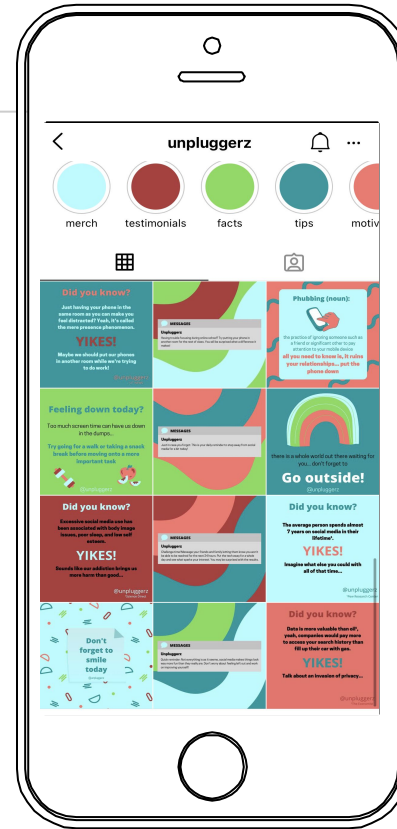 unpluggerz
merch testimonials facts tips motiv
Did you know?
Just having your phone in the
same room as you can make you
feel distracted? Yeah, it's called
the mere presence phenomenon.
YIKES!
Maybe we should put our phones
in another room while we're trying
to do work!
MESSAGES
Unpluggerz
Phubbing (noun):
the practice of ignoring someone such as
a friend or significant other to pay
attention to your mobile device
all you need to know is, it ruins
your relationships... put the
phone down
Feeling down today?
Too much screen time can have us down
in the dumps...
Try going for a walk or taking a snack
break before moving onto a more
important task
@unpluggerz
MESSAGES
Unpluggerz
there is a whole world out there waiting for
you... don't forget to
Go outside!
@unpluggerz
Did you know?
Excessive social media use has
been associated with body image
issues, poor sleep, and low self
esteem.
YIKES!
Sounds like our addiction brings us
more harm than good...
@unpluggerz
MESSAGES
Unpluggerz
Did you know?
The average person spends almost
7 years on social media in their
lifetime*.
YIKES!
Imagine what else you could with
all of that time...
@unpluggerz
Don't
forget to
smile
today
MESSAGES
Unpluggerz
Did you know?
Data is more valuable than oil*,
yeah, companies would pay more
to access your search history than
fill up their car with gas.
YIKES!
Talk about an invasion of privacy...
@unpluggerz